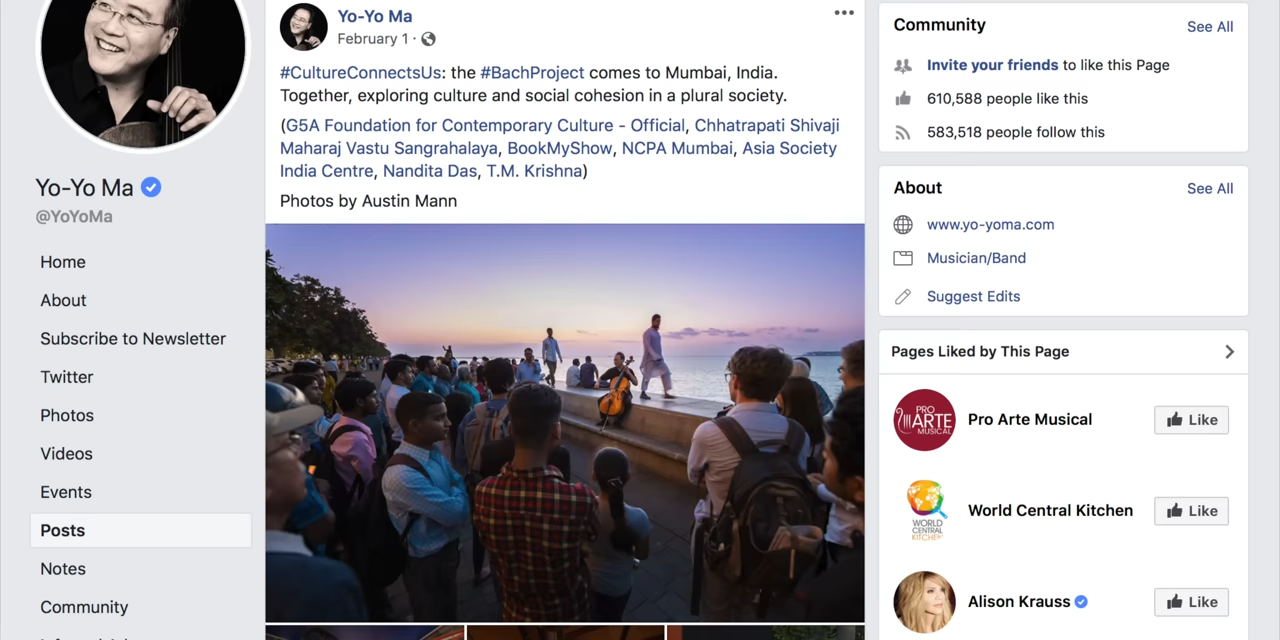 Yo-Yo Ma
@YoYoMa
Home
About
Subscribe to Newsletter
Twitter
Photos
Videos
Events
Posts
Notes
Community
Yo-Yo Ma
February 1 ·
#CultureConnectsUs: the #BachProject comes to Mumbai, India.
Together, exploring culture and social cohesion in a plural society.
(G5A Foundation for Contemporary Culture - Official, Chhatrapati Shivaji
Maharaj Vastu Sangrahalaya, BookMyShow, NCPA Mumbai, Asia Society
India Centre, Nandita Das, T.M. Krishna)
Photos by Austin Mann
Community
See All
Invite your friends to like this Page
610,588 people like this
583,518 people follow this
About
See All
www.yo-yoma.com
Musician/Band
Suggest Edits
Pages Liked by This Page
PRO
ARTE
MUSICAL
Pro Arte Musical
Like
WORLD
CENTRAL
KITCHEN
World Central Kitchen
Like
Alison Krauss
Like